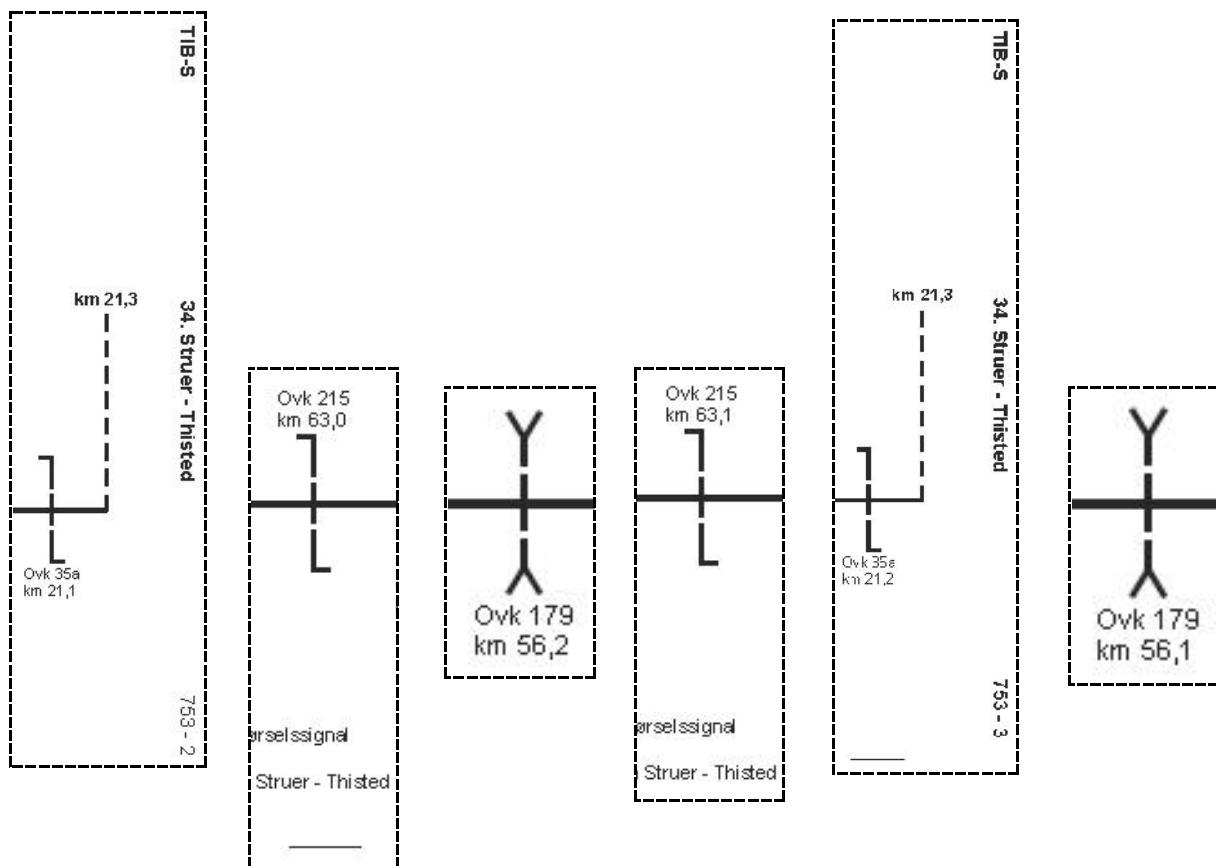 TIB-S
34. Struer - Thisted
753 - 2
km 21,3
Ovk 35a
km 21,1
Ovk 215
km 63,0
ørselssignal
Struer - Thisted
Ovk 179
km 56,2
Ovk 215
km 63,1
ørselssignal
Struer - Thisted
TIB-S
34. Struer - Thisted
753 - 3
km 21,3
Ovk 35a
km 21,2
Ovk 179
km 56,1